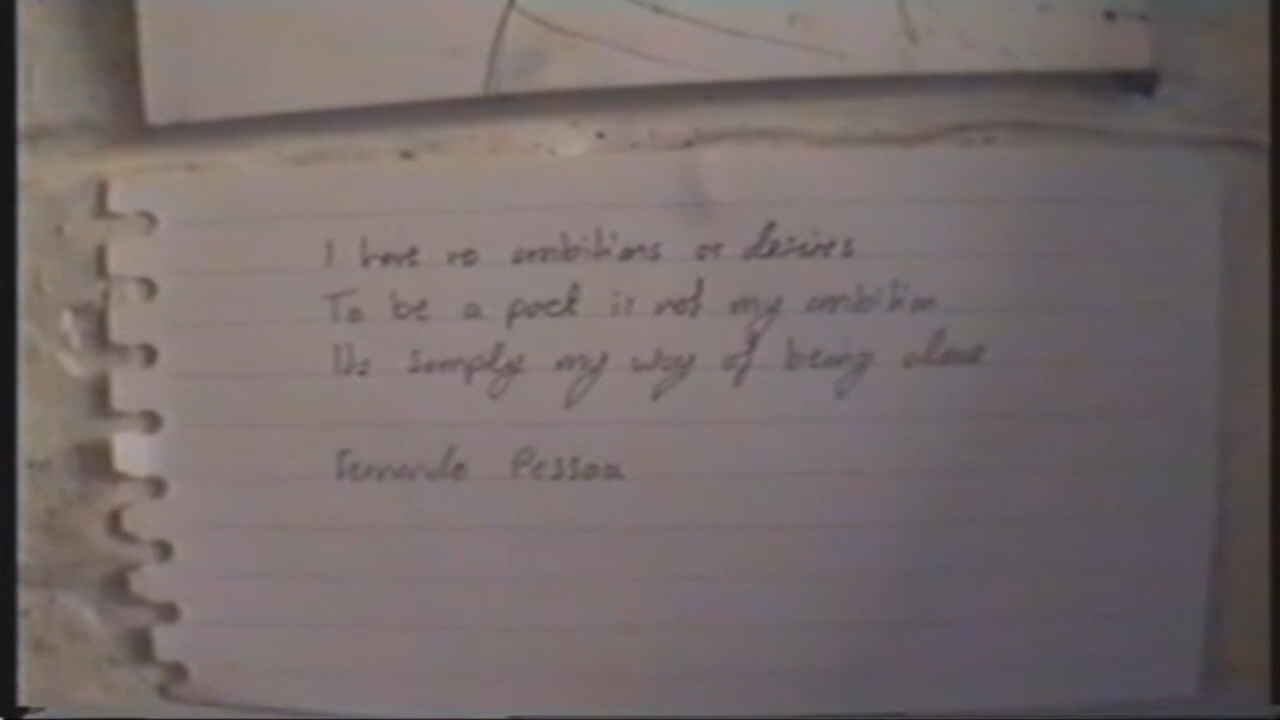 I have no ambitions or desires
To be a poet is not my ambition
Its simply my way of being alone
Fernando Pessoa